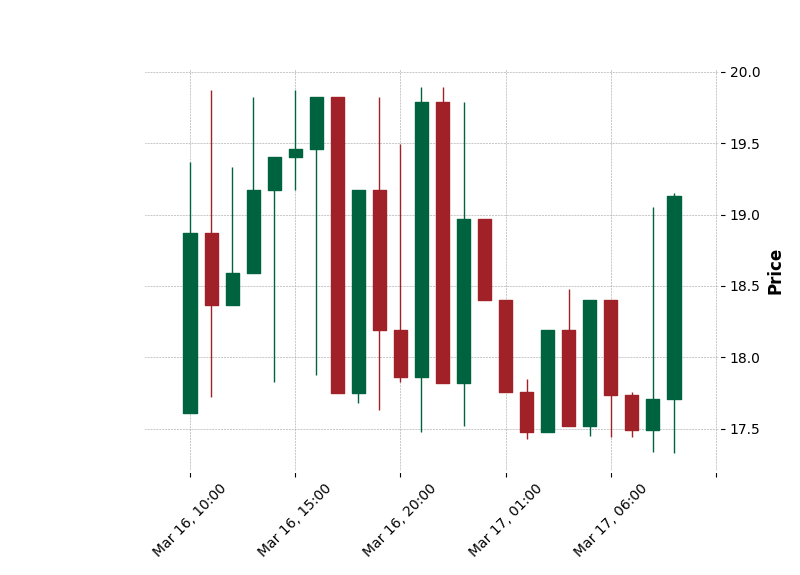 20.0
19.5
19.0
18.5
18.0
17.5
Price
Mar 16, 10:00
Mar 16, 15:00
Mar 16, 20:00
Mar 17, 01:00
Mar 17, 06:00